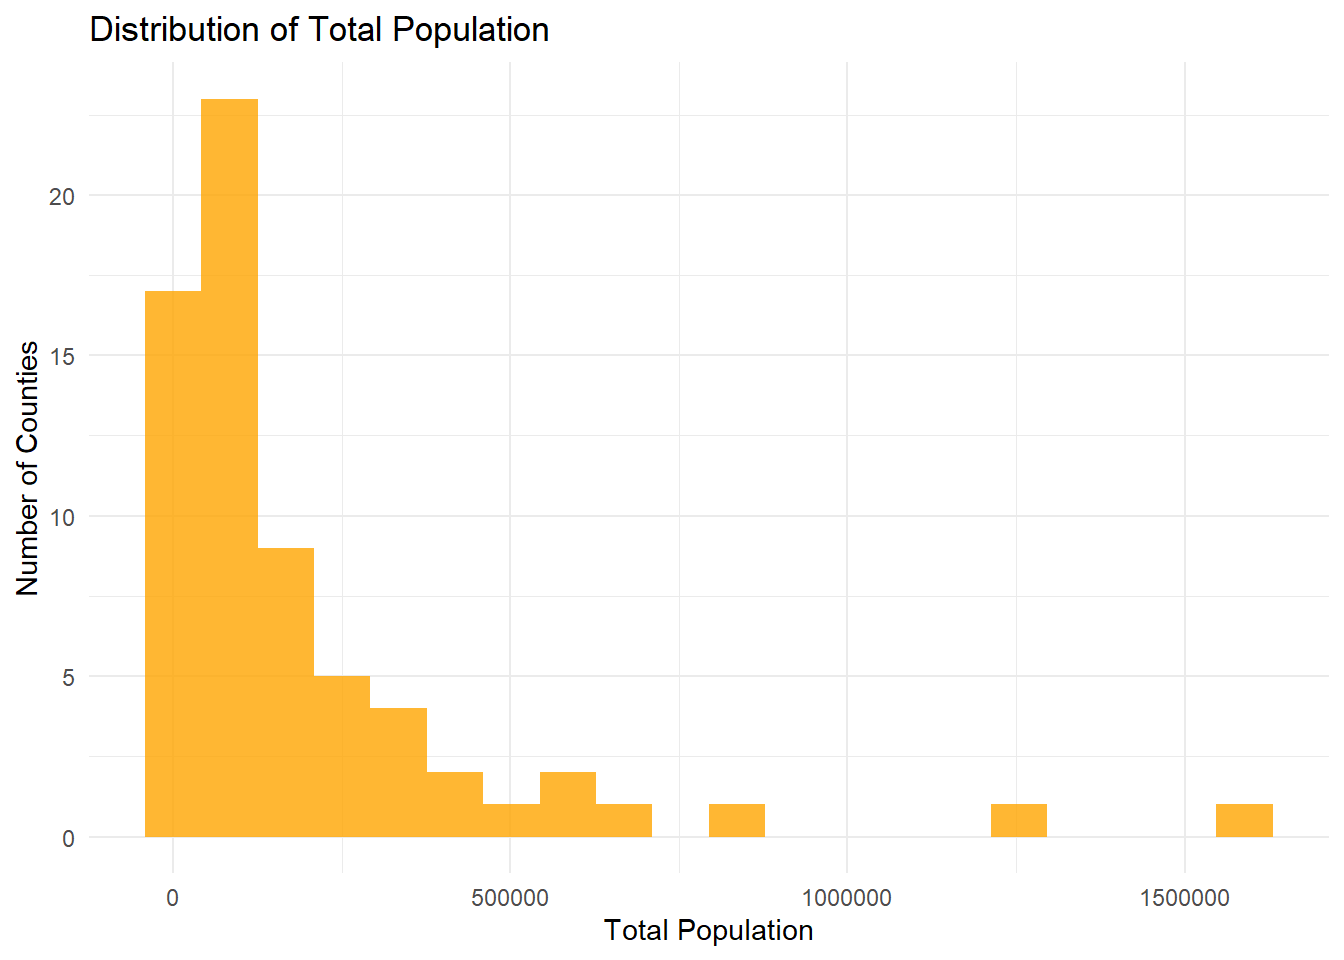 Distribution of Total Population
Number of Counties
20
15
10
5
0
0 500000 1000000 1500000
Total Population